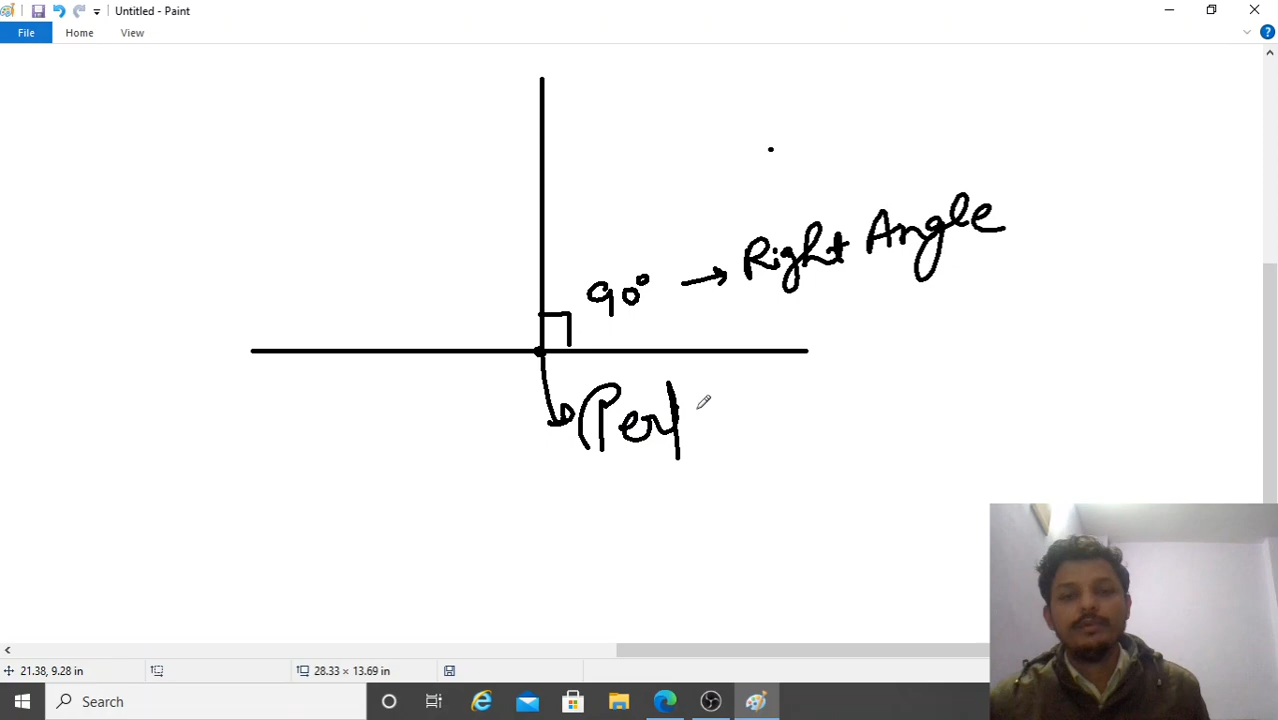 Untitled - Paint
File Home View
90° → Right Angle
Per
21.38, 9.28 in
28.33 × 13.69 in
Search